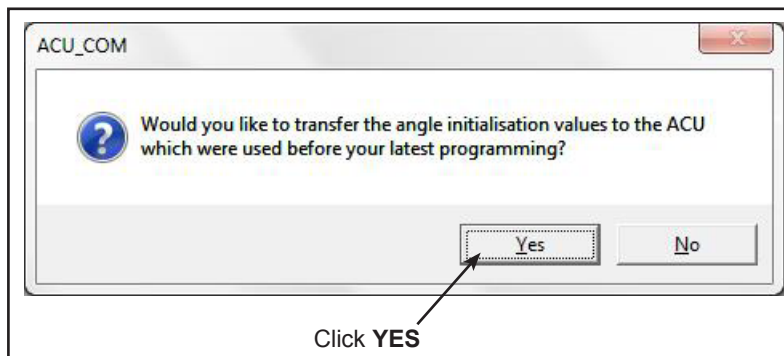 ACU_COM
Would you like to transfer the angle initialisation values to the ACU
which were used before your latest programming?
Yes
No
Click YES